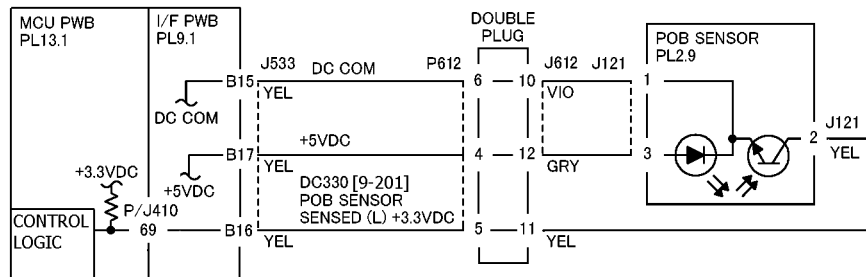 MCU PWB
PL13.1
I/F PWB
PL9.1
DOUBLE
PLUG
POB SENSOR
PL2.9
J533
DC COM
P612
J612
J121
B15
YEL
6
10
VIO
1
DC COM
J121
+5VDC
2
YEL
B17
YEL
4
12
GRY
3
+3.3VDC
+5VDC
DC330 [9-201]
POB SENSOR
SENSED (L) +3.3VDC
P/J410
CONTROL
LOGIC
69
B16
YEL
5
11
YEL